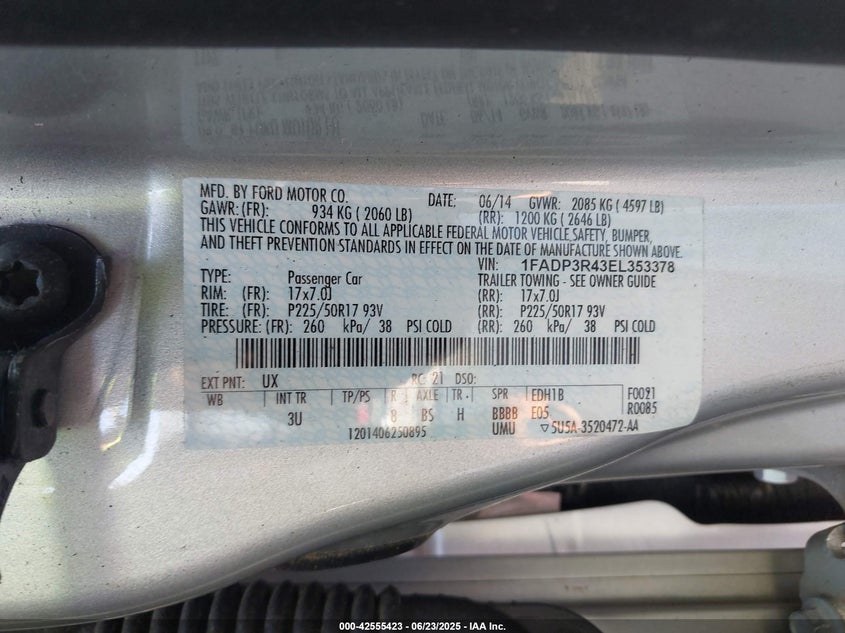 MFD. BY FORD MOTOR CO. DATE: 06/14 GVWR: 2085 KG ( 4597 LB)
GAWR: (FR): 934 KG ( 2060 LB) (RR): 1200 KG ( 2646 LB)
THIS VEHICLE CONFORMS TO ALL APPLICABLE FEDERAL MOTOR VEHICLE SAFETY, BUMPER,
AND THEFT PREVENTION STANDARDS IN EFFECT ON THE DATE OF MANUFACTURE SHOWN ABOVE.
VIN: 1FADP3R43EL353378
TYPE: Passenger Car TRAILER TOWING - SEE OWNER GUIDE
RIM: (FR): 17x7.0J (RR): 17x7.0J
TIRE: (FR): P225/50R17 93V (RR): P225/50R17 93V
PRESSURE: (FR): 260 kPa/ 38 PSI COLD (RR): 260 kPa/ 38 PSI COLD
EXT PNT: UX RC: 21 DSO:
WB INT TR TP/PS R AXLE TR SPR EDH1B F0021
3U 8 BS H BBBB E05 R0085
1201406250895 UMU ▽5U5A-3520472-AA
000-42555423 | 06/23/2025 - IAA Inc.